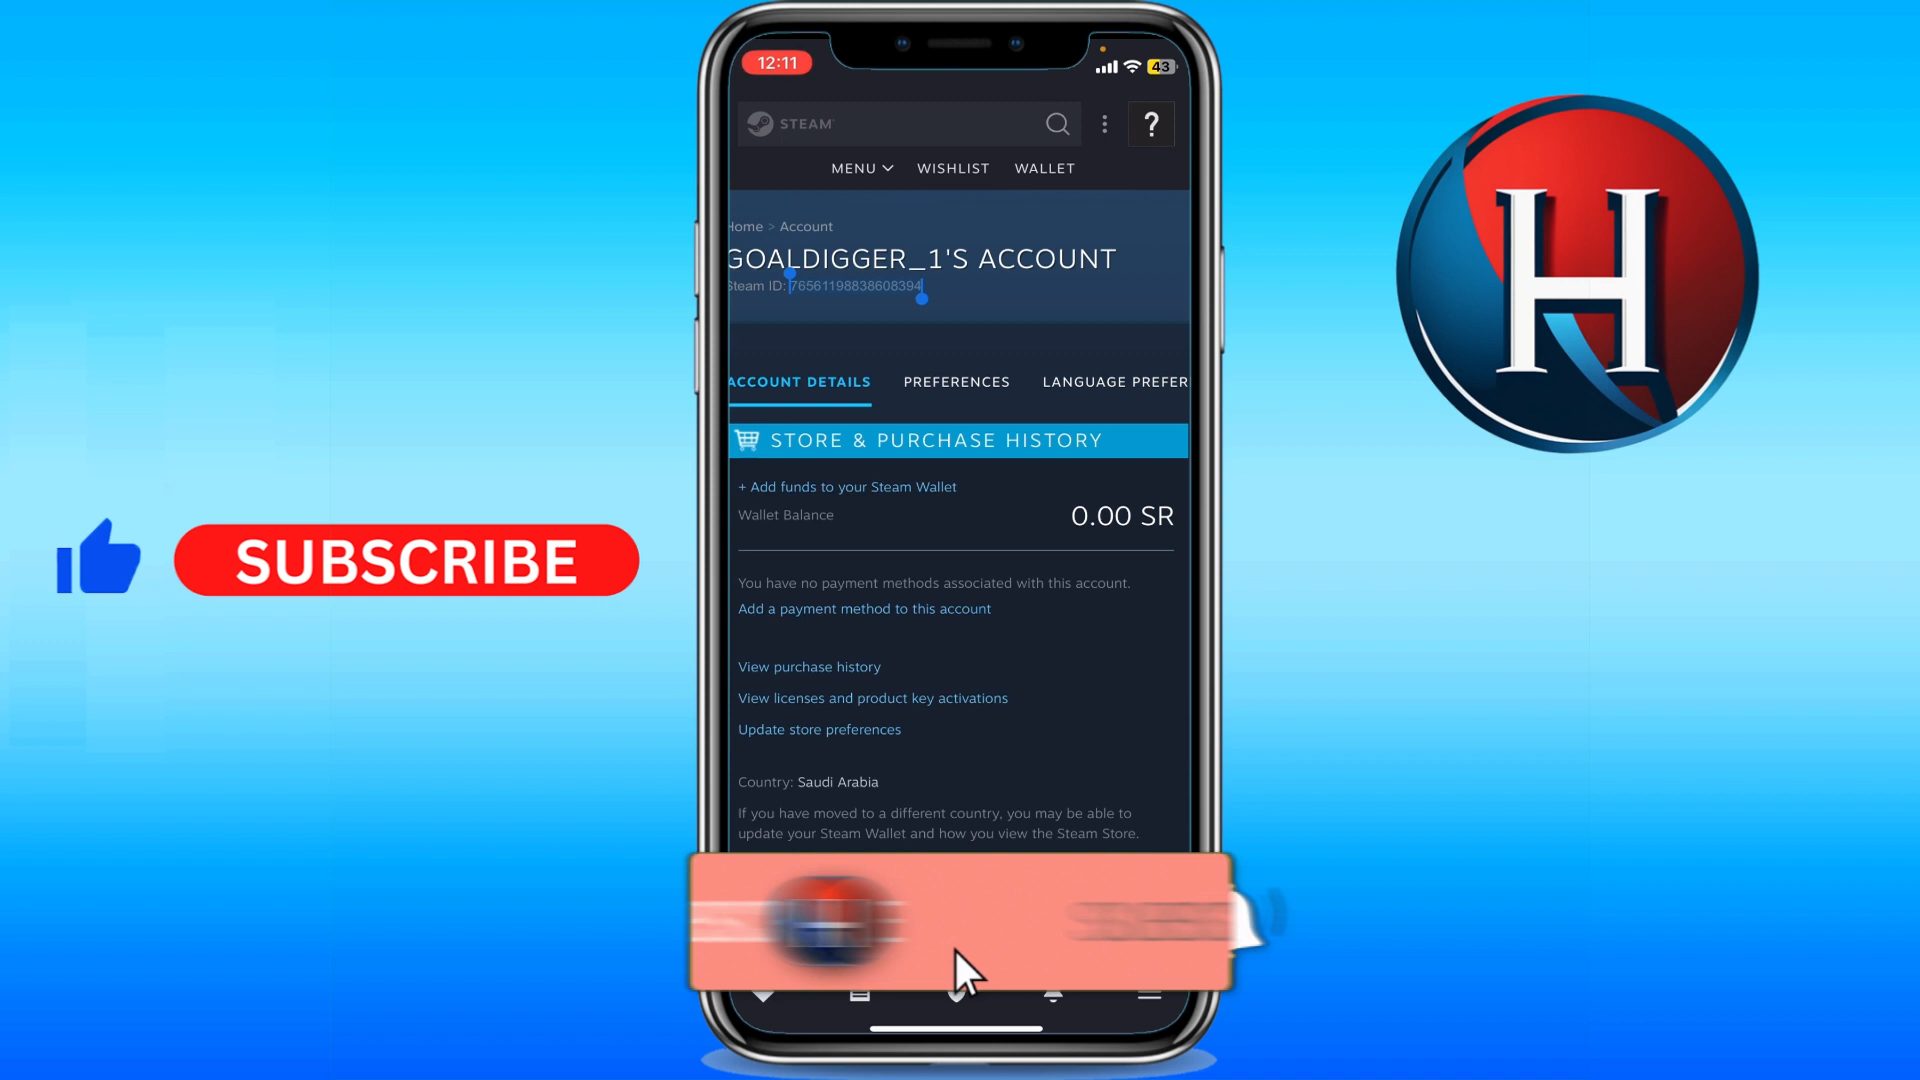 12:11
43
STEAM
?
MENU WISHLIST WALLET
Home > Account
GOALDIGGER_1'S ACCOUNT
Steam ID: 76561198838608394
ACCOUNT DETAILS PREFERENCES LANGUAGE PREFER
STORE & PURCHASE HISTORY
+ Add funds to your Steam Wallet
Wallet Balance 0.00 SR
You have no payment methods associated with this account.
Add a payment method to this account
View purchase history
View licenses and product key activations
Update store preferences
Country: Saudi Arabia
If you have moved to a different country, you may be able to
update your Steam Wallet and how you view the Steam Store.
SUBSCRIBE
H